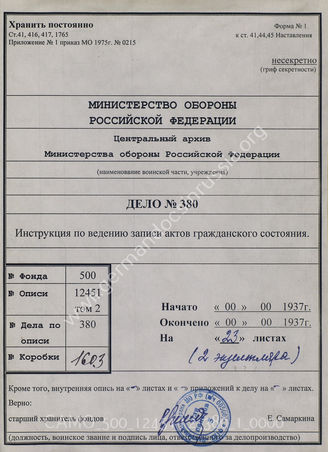 Хранить постоянно
Форма № 1
Ст.41, 416, 417, 1765
к ст. 41,44,45 Наставления
Приложение № 1 приказ МО 1975г. № 0215
несекретно
(гриф секретности)
МИНИСТЕРСТВО ОБОРОНЫ
РОССИЙСКОЙ ФЕДЕРАЦИИ
Центральный архив
Министерства обороны Российской Федерации
(наименование воинской части, учреждения)
ДЕЛО № 380
Инструкция по ведению записи актов гражданского состояния.
№ Фонда 500
№ Описи 12451
том 2
№ Дела по описи 380
№ Коробки 1603
Начато « 00 » 00 1937г.
Окончено « 00 » 00 1937г.
На «23» листах
(2 экземпляра)
Кроме того, внутренняя опись на «–» листах и «–» приложений к делу на «–» листах.
Верно:
старший хранитель фондов Е. Самаркина
(должность, воинское звание и подпись лица, ответственного за делопроизводство)
www.germandocsinrussia.org